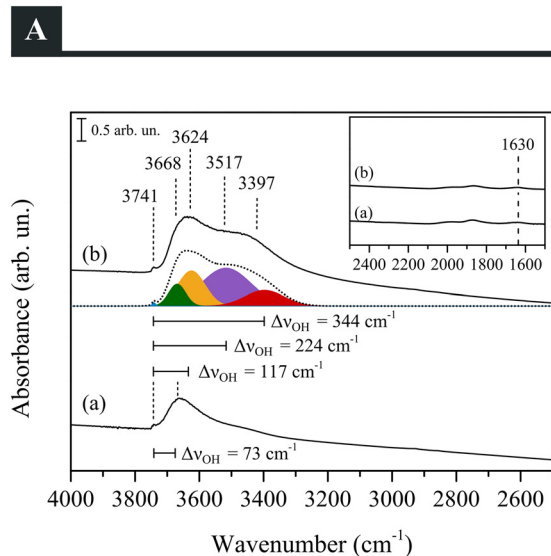 A
0.5 arb. un.
3624
3668
3517
3741
3397
1630
(b)
(a)
2400 2200 2000 1800 1600
(b)
ΔνOH = 344 cm⁻¹
ΔνOH = 224 cm⁻¹
ΔνOH = 117 cm⁻¹
(a)
ΔνOH = 73 cm⁻¹
Absorbance (arb. un.)
4000 3800 3600 3400 3200 3000 2800 2600
Wavenumber (cm⁻¹)